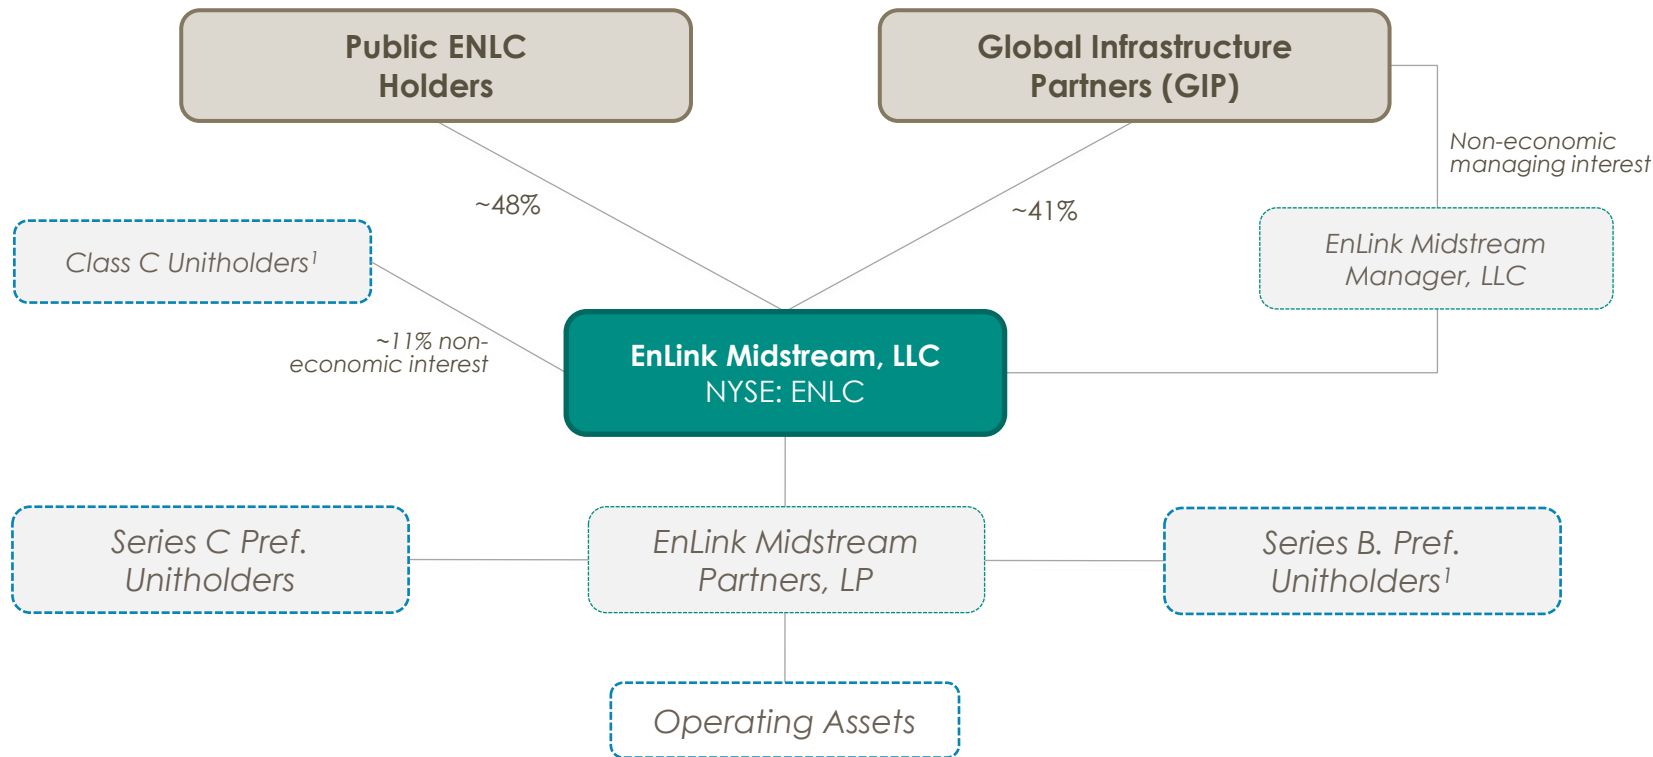 Public ENLC
Holders
Global Infrastructure
Partners (GIP)
Non-economic
managing interest
~48%
~41%
Class C Unitholders¹
EnLink Midstream
Manager, LLC
~11% non-
economic interest
EnLink Midstream, LLC
NYSE: ENLC
Series C Pref.
Unitholders
EnLink Midstream
Partners, LP
Series B. Pref.
Unitholders¹
Operating Assets